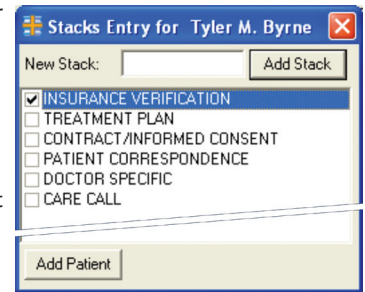 Stacks Entry for Tyler M. Byrne
New Stack: Add Stack
INSURANCE VERIFICATION
TREATMENT PLAN
CONTRACT/INFORMED CONSENT
PATIENT CORRESPONDENCE
DOCTOR SPECIFIC
CARE CALL
Add Patient